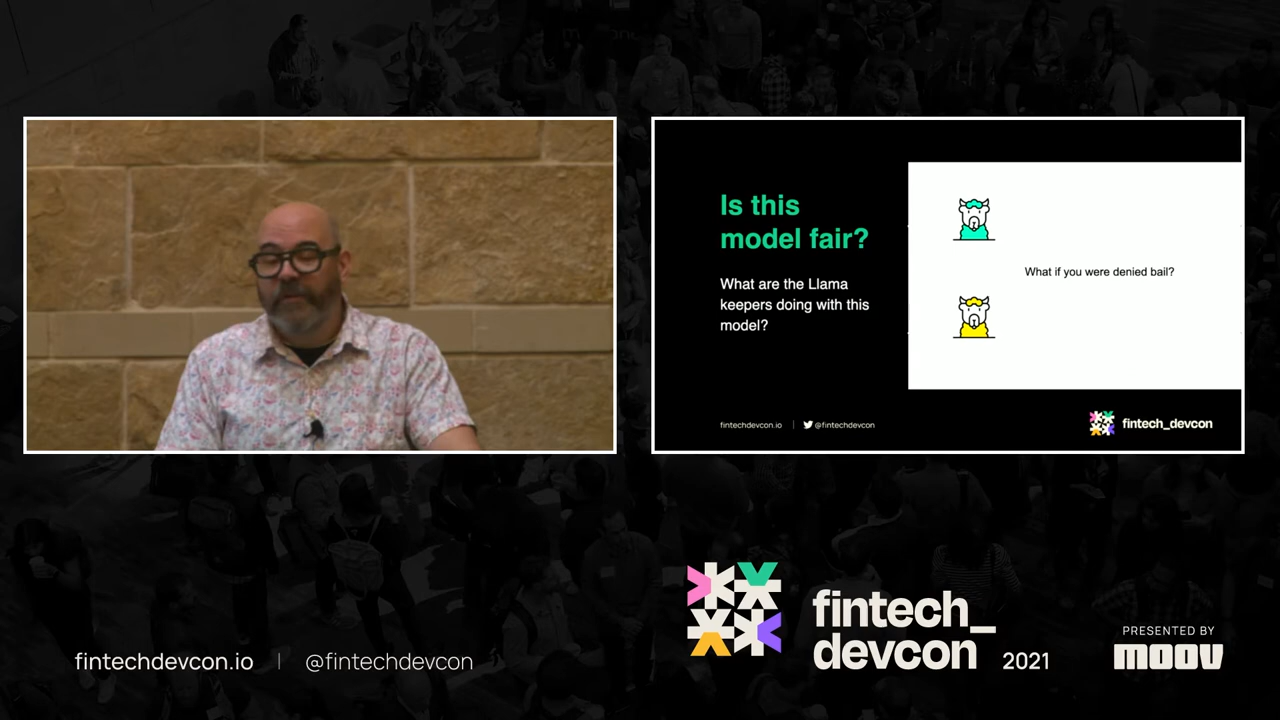 Is this
model fair?
What are the Llama
keepers doing with this
model?
What if you were denied bail?
fintechdevcon.io | @fintechdevcon
fintech_devcon
fintechdevcon.io | @fintechdevcon
fintech_
devcon 2021
PRESENTED BY
moov